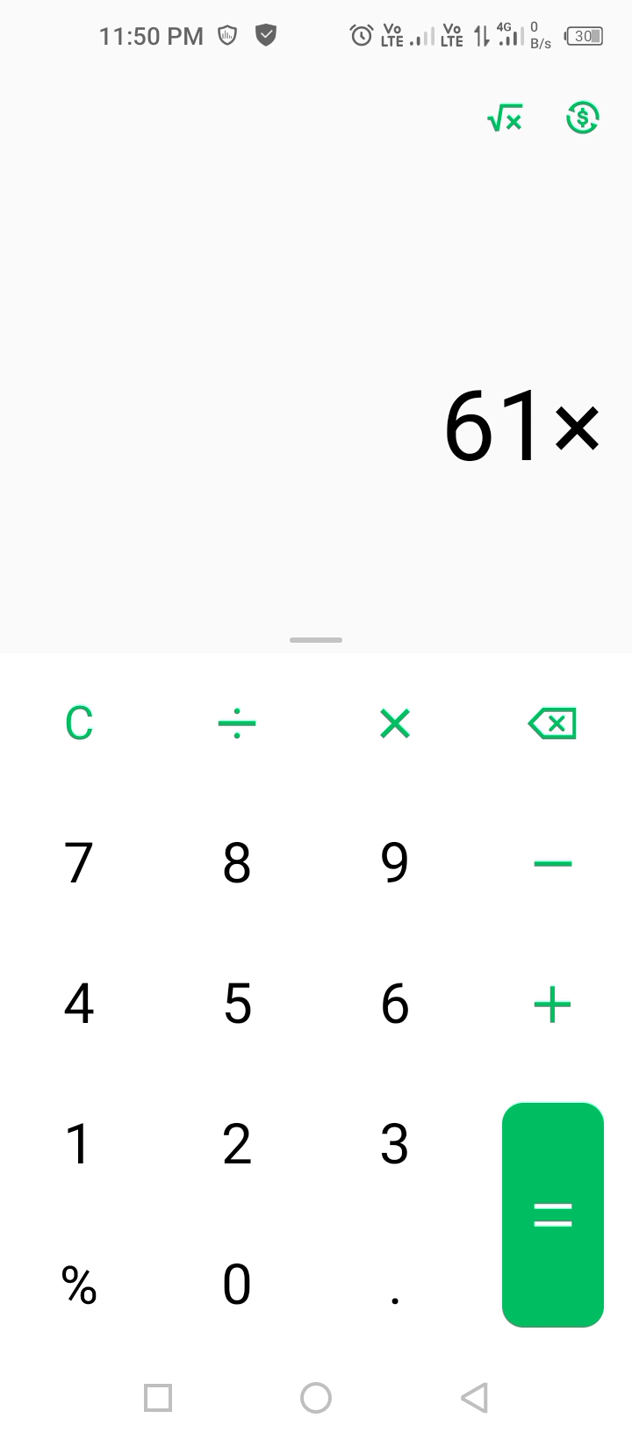 11:50 PM Vo LTE Vo LTE 4G 0 B/s 30
√x $
61×
C ÷ ×
7 8 9 −
4 5 6 +
1 2 3
% 0 . =